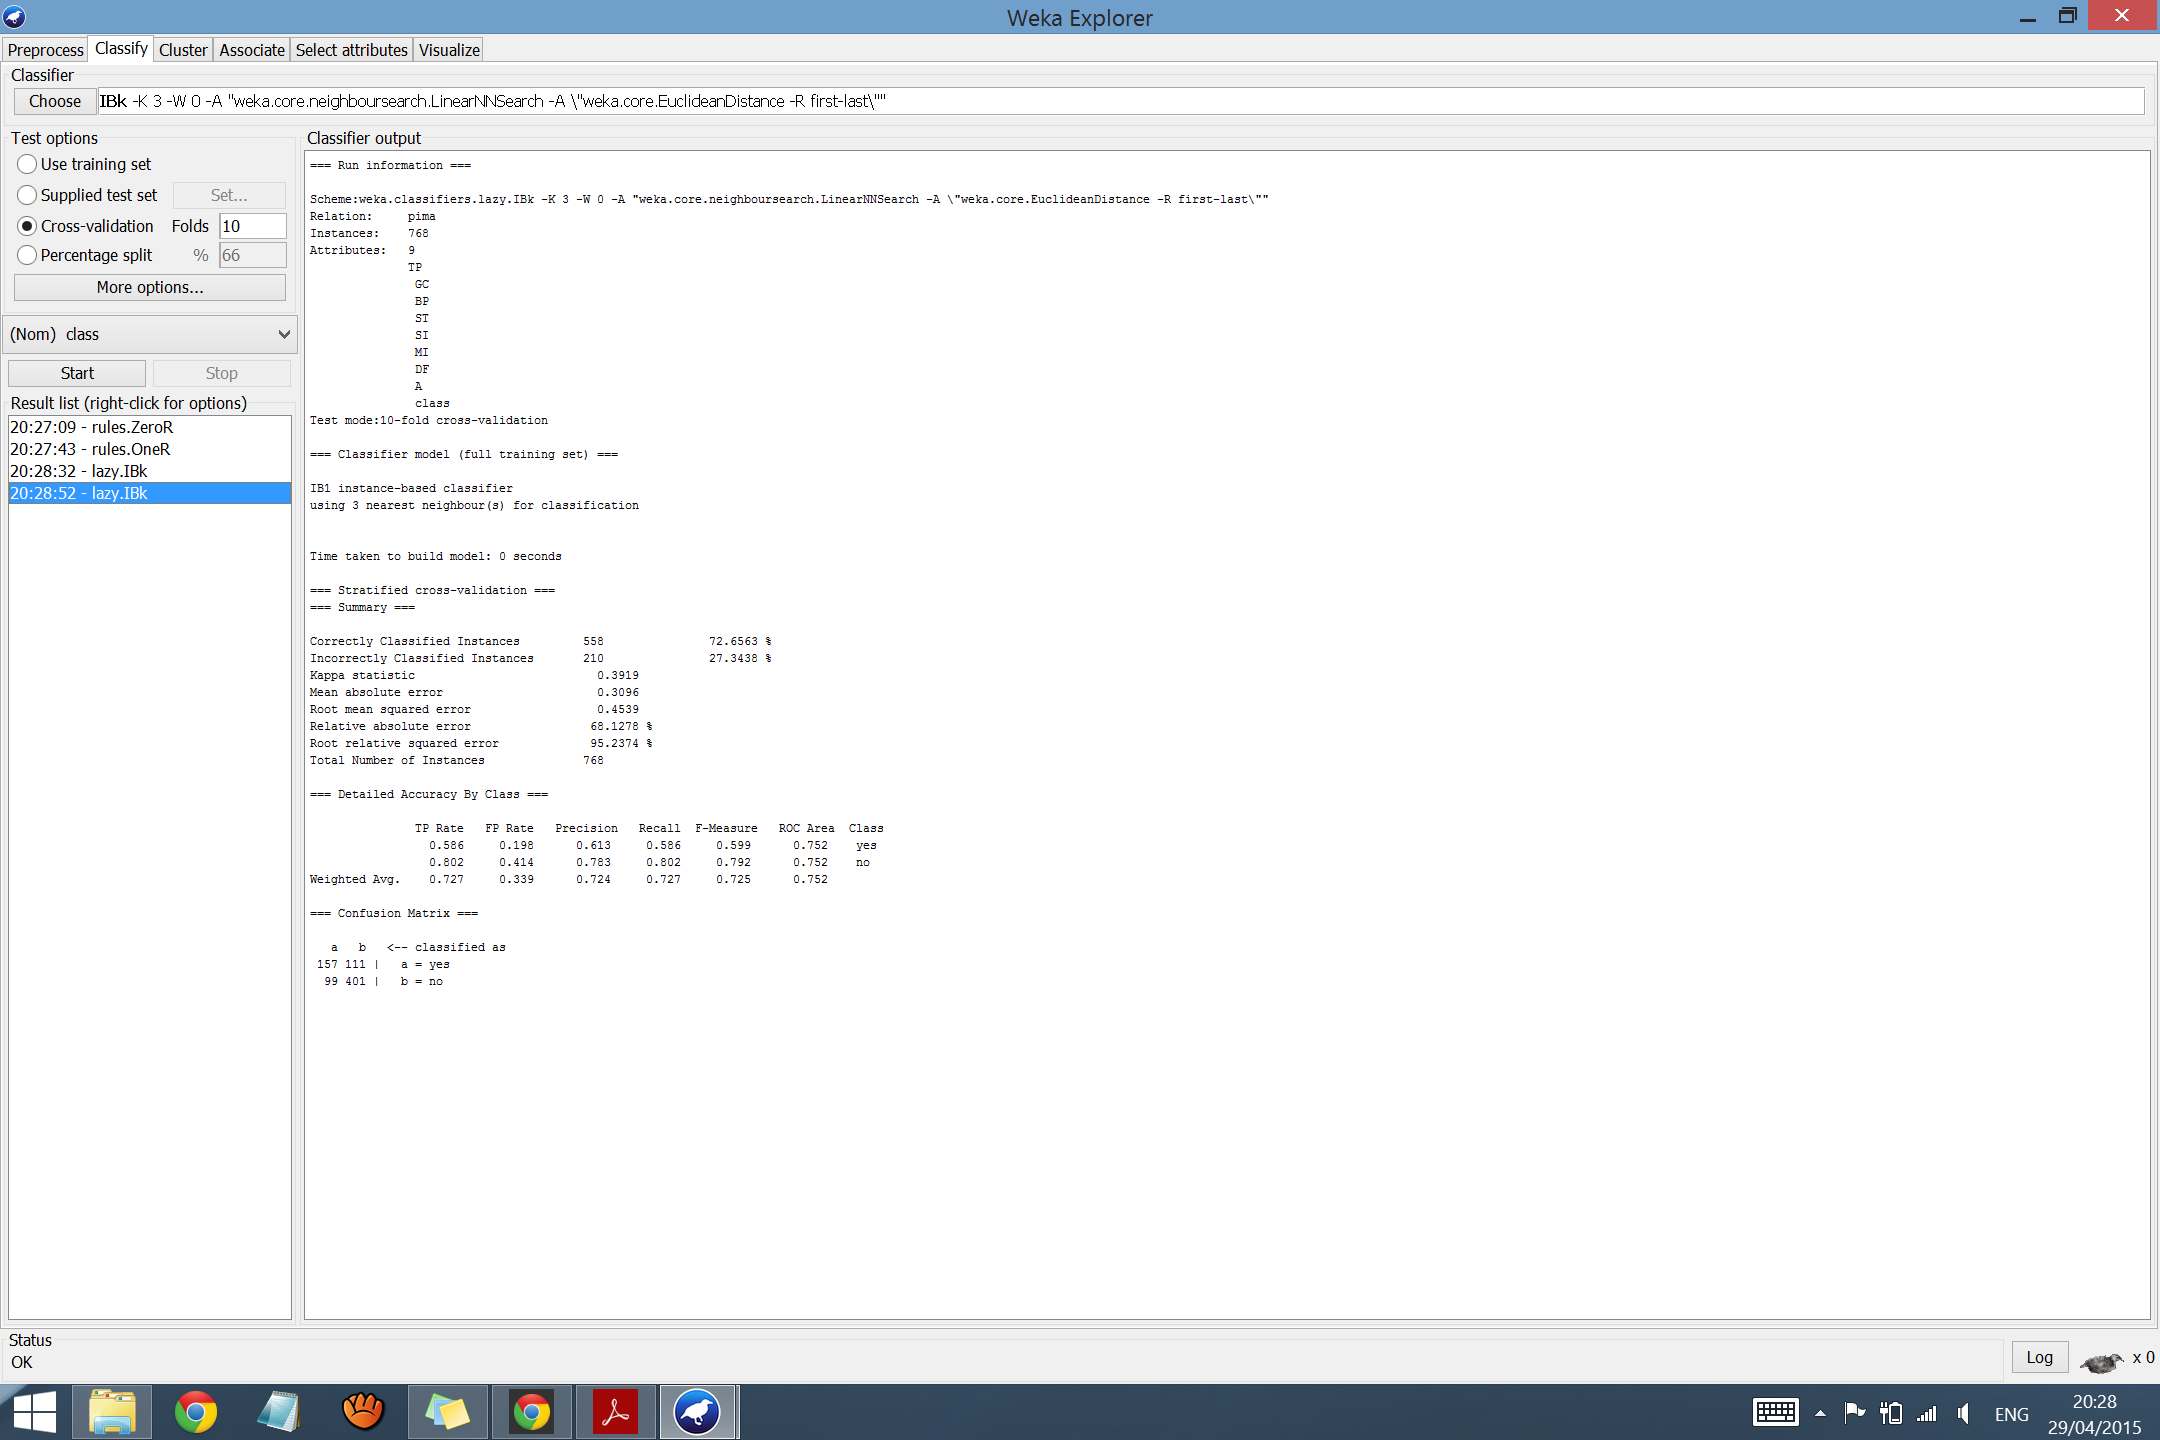 Weka Explorer
Preprocess Classify Cluster Associate Select attributes Visualize
Classifier
Choose IBk -K 3 -W 0 -A "weka.core.neighboursearch.LinearNNSearch -A \"weka.core.EuclideanDistance -R first-last\""
Test options
Use training set
Supplied test set Set...
Cross-validation Folds 10
Percentage split % 66
More options...
(Nom) class
Start Stop
Result list (right-click for options)
20:27:09 - rules.ZeroR
20:27:43 - rules.OneR
20:28:32 - lazy.IBk
20:28:52 - lazy.IBk
Classifier output
=== Run information ===
Scheme:weka.classifiers.lazy.IBk -K 3 -W 0 -A "weka.core.neighboursearch.LinearNNSearch -A \"weka.core.EuclideanDistance -R first-last\""
Relation: pima
Instances: 768
Attributes: 9
TP
GC
BP
ST
SI
MI
DF
A
class
Test mode:10-fold cross-validation
=== Classifier model (full training set) ===
IB1 instance-based classifier
using 3 nearest neighbour(s) for classification
Time taken to build model: 0 seconds
=== Stratified cross-validation ===
=== Summary ===
Correctly Classified Instances 558 72.6563 %
Incorrectly Classified Instances 210 27.3438 %
Kappa statistic 0.3919
Mean absolute error 0.3096
Root mean squared error 0.4539
Relative absolute error 68.1278 %
Root relative squared error 95.2374 %
Total Number of Instances 768
=== Detailed Accuracy By Class ===
TP Rate FP Rate Precision Recall F-Measure ROC Area Class
0.586 0.198 0.613 0.586 0.599 0.752 yes
0.802 0.414 0.783 0.802 0.792 0.752 no
Weighted Avg. 0.727 0.339 0.724 0.727 0.725 0.752
=== Confusion Matrix ===
a b <-- classified as
157 111 | a = yes
99 401 | b = no
Status
OK
Log x 0
ENG
20:28
29/04/2015